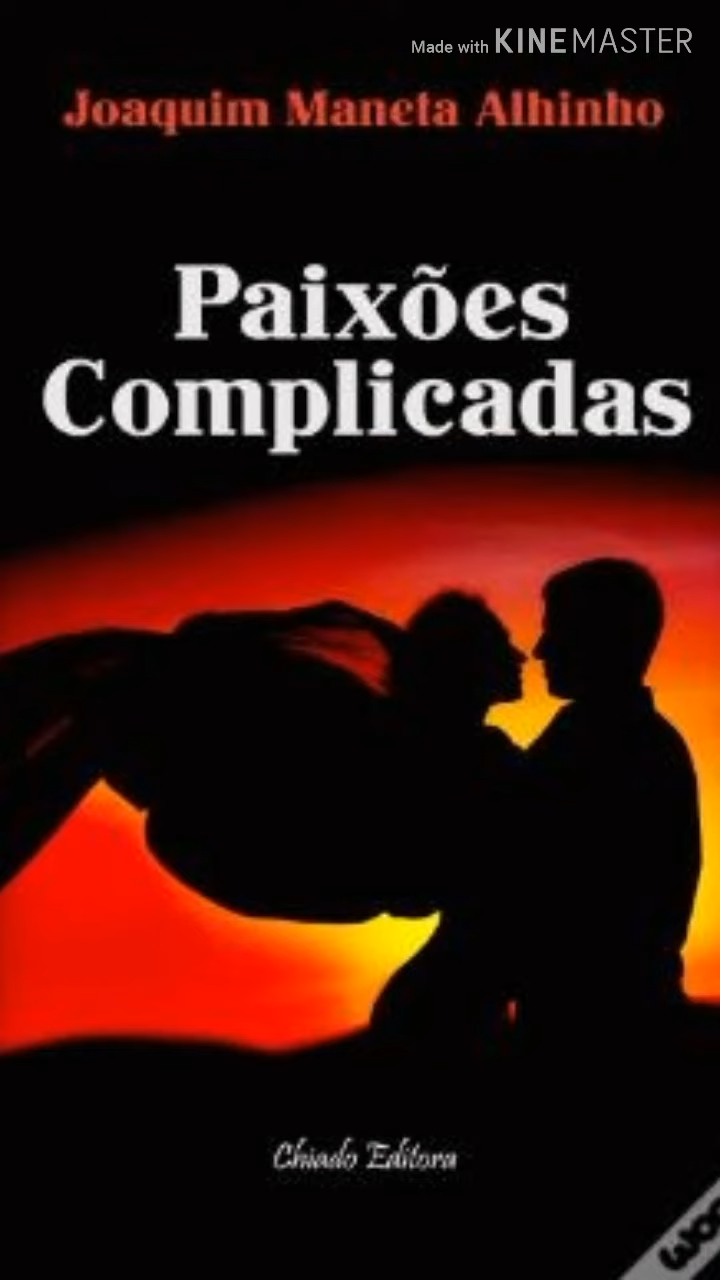 Made with KINEMASTER
Joaquim Maneta Alhinho
Paixões
Complicadas
Chiado Editora